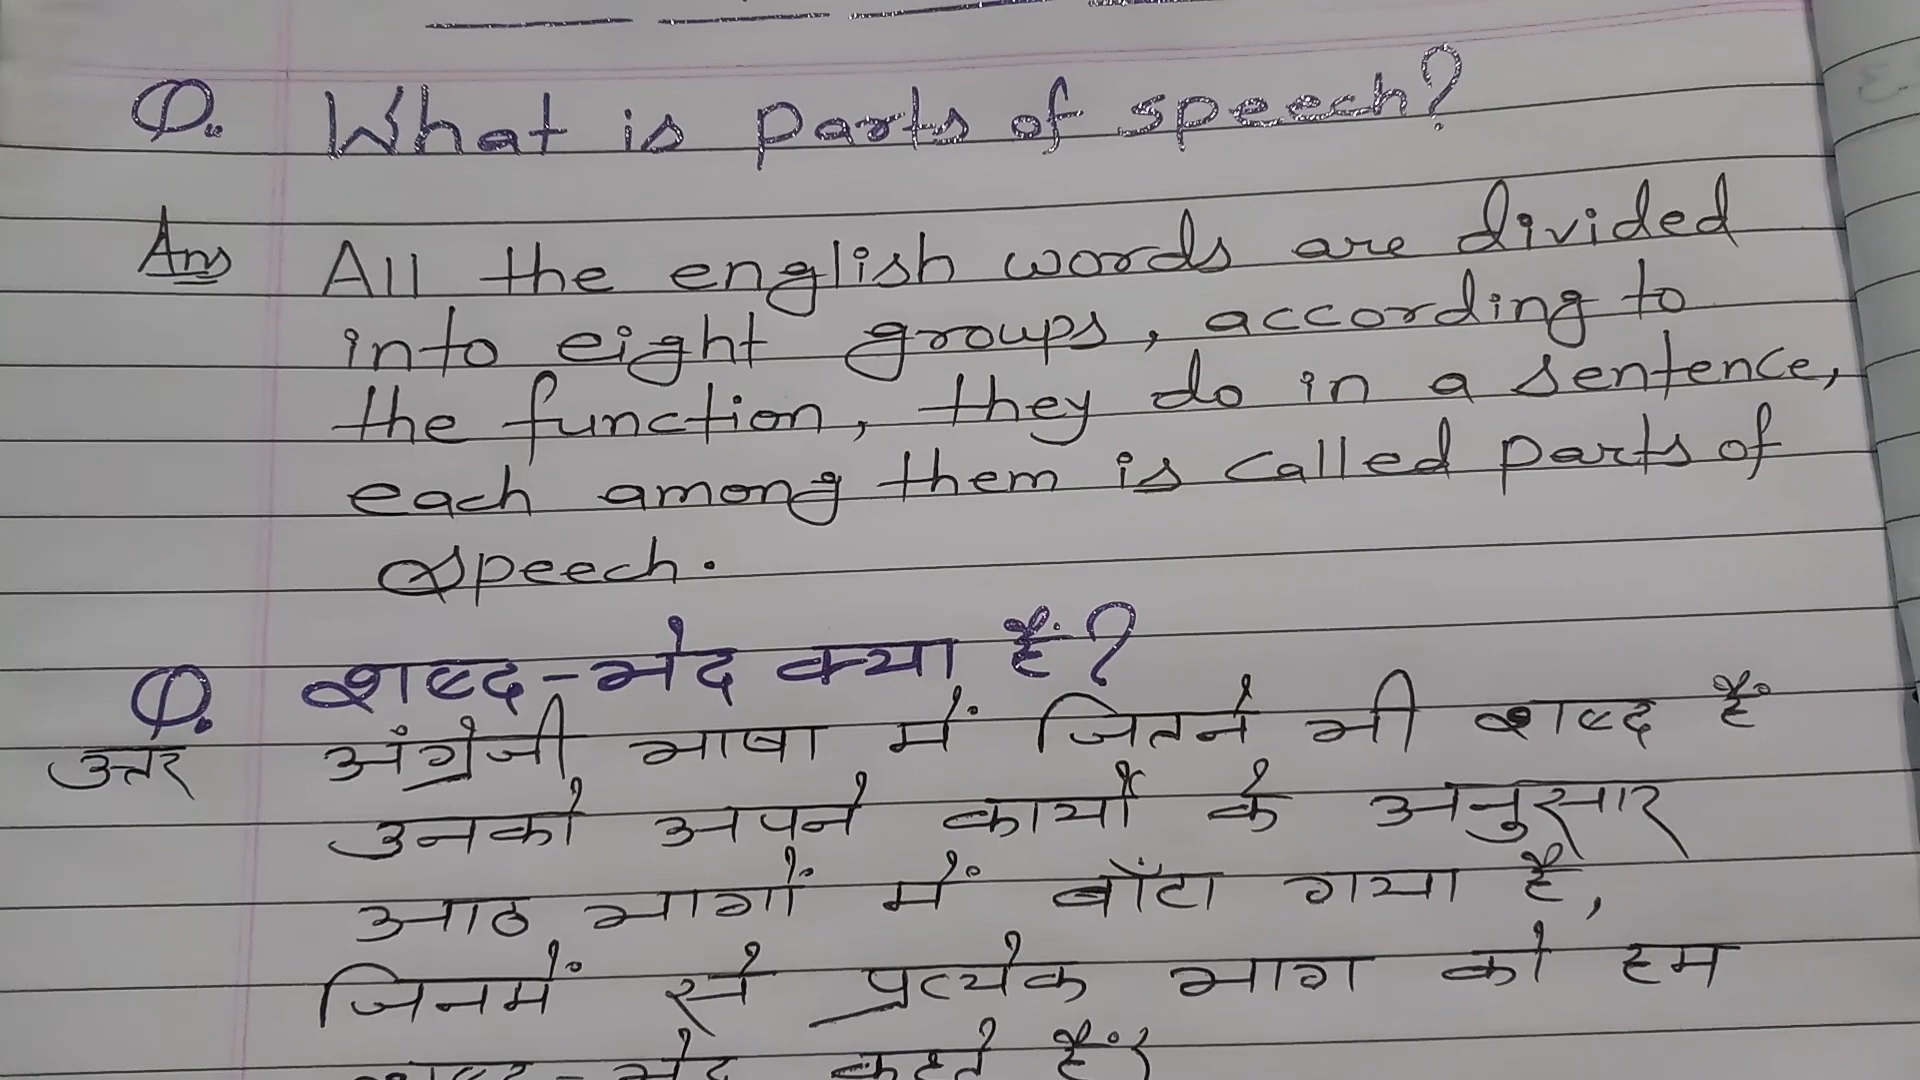 Q. What is parts of speech?
Ans All the english words are divided
into eight groups, according to
the function, they do in a sentence,
each among them is called parts of
speech.
Q. शब्द-भेद क्या हैं?
उत्तर अंग्रेजी भाषा में जितने भी शब्द हैं
उनको अपने कार्यों के अनुसार
आठ भागों में बाँटा गया है,
जिनमें से प्रत्येक भाग को हम
शब्द-भेद कहते हैं।